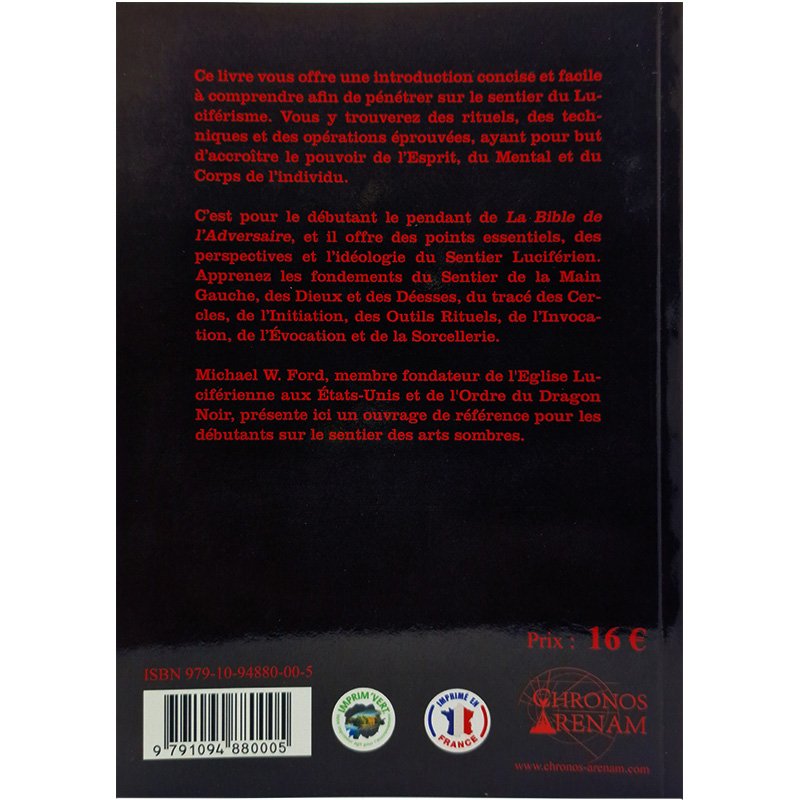 Ce livre vous offre une introduction concise et facile
à comprendre afin de pénétrer sur le sentier du Lu-
ciférisme. Vous y trouverez des rituels, des tech-
niques et des opérations éprouvées, ayant pour but
d'accroître le pouvoir de l'Esprit, du Mental et du
Corps de l'individu.
C'est pour le débutant le pendant de La Bible de
l'Adversaire, et il offre des points essentiels, des
perspectives et l'idéologie du Sentier Luciférien.
Apprenez les fondements du Sentier de la Main
Gauche, des Dieux et des Déesses, du tracé des Cer-
cles, de l'Initiation, des Outils Rituels, de l'Invoca-
tion, de l'Évocation et de la Sorcellerie.
Michael W. Ford, membre fondateur de l'Eglise Lu-
ciférienne aux États-Unis et de l'Ordre du Dragon
Noir, présente ici un ouvrage de référence pour les
débutants sur le sentier des arts sombres.
Prix : 16 €
ISBN 979-10-94880-00-5
9 791094 880005
IMPRIM'VERT
IMPRIMÉ EN
FRANCE
CHRONOS
ARENAM
www.chronos-arenam.com